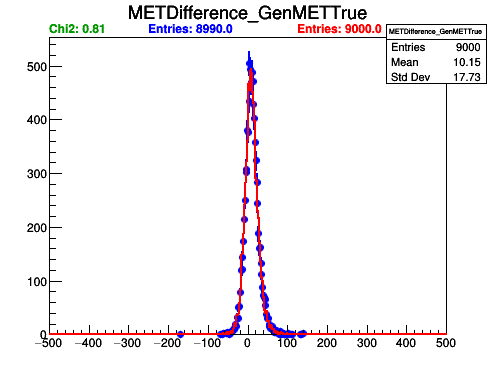 METDifference_GenMETTrue
Chi2: 0.81 Entries: 8990.0 Entries: 9000.0
METDifference_GenMETTrue
Entries 9000
Mean 10.15
Std Dev 17.73
500
400
300
200
100
0
−500 −400 −300 −200 −100 0 100 200 300 400 500